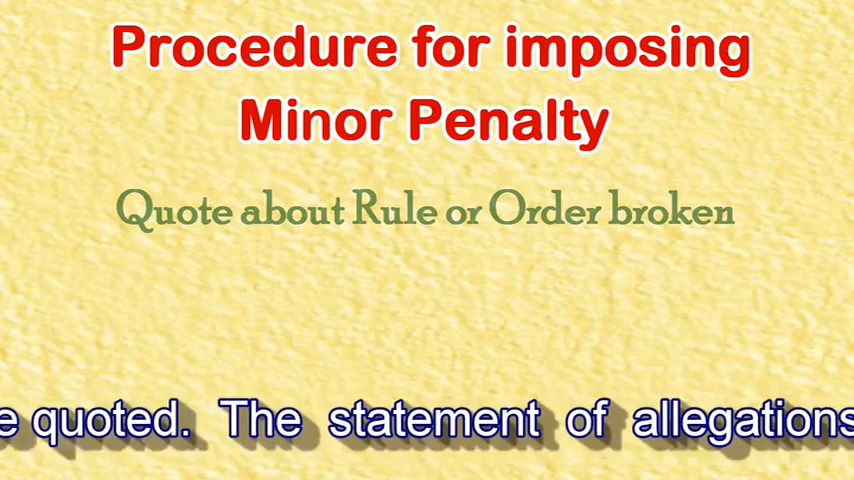 Procedure for imposing
Minor Penalty
Quote about Rule or Order broken
e quoted. The statement of allegations